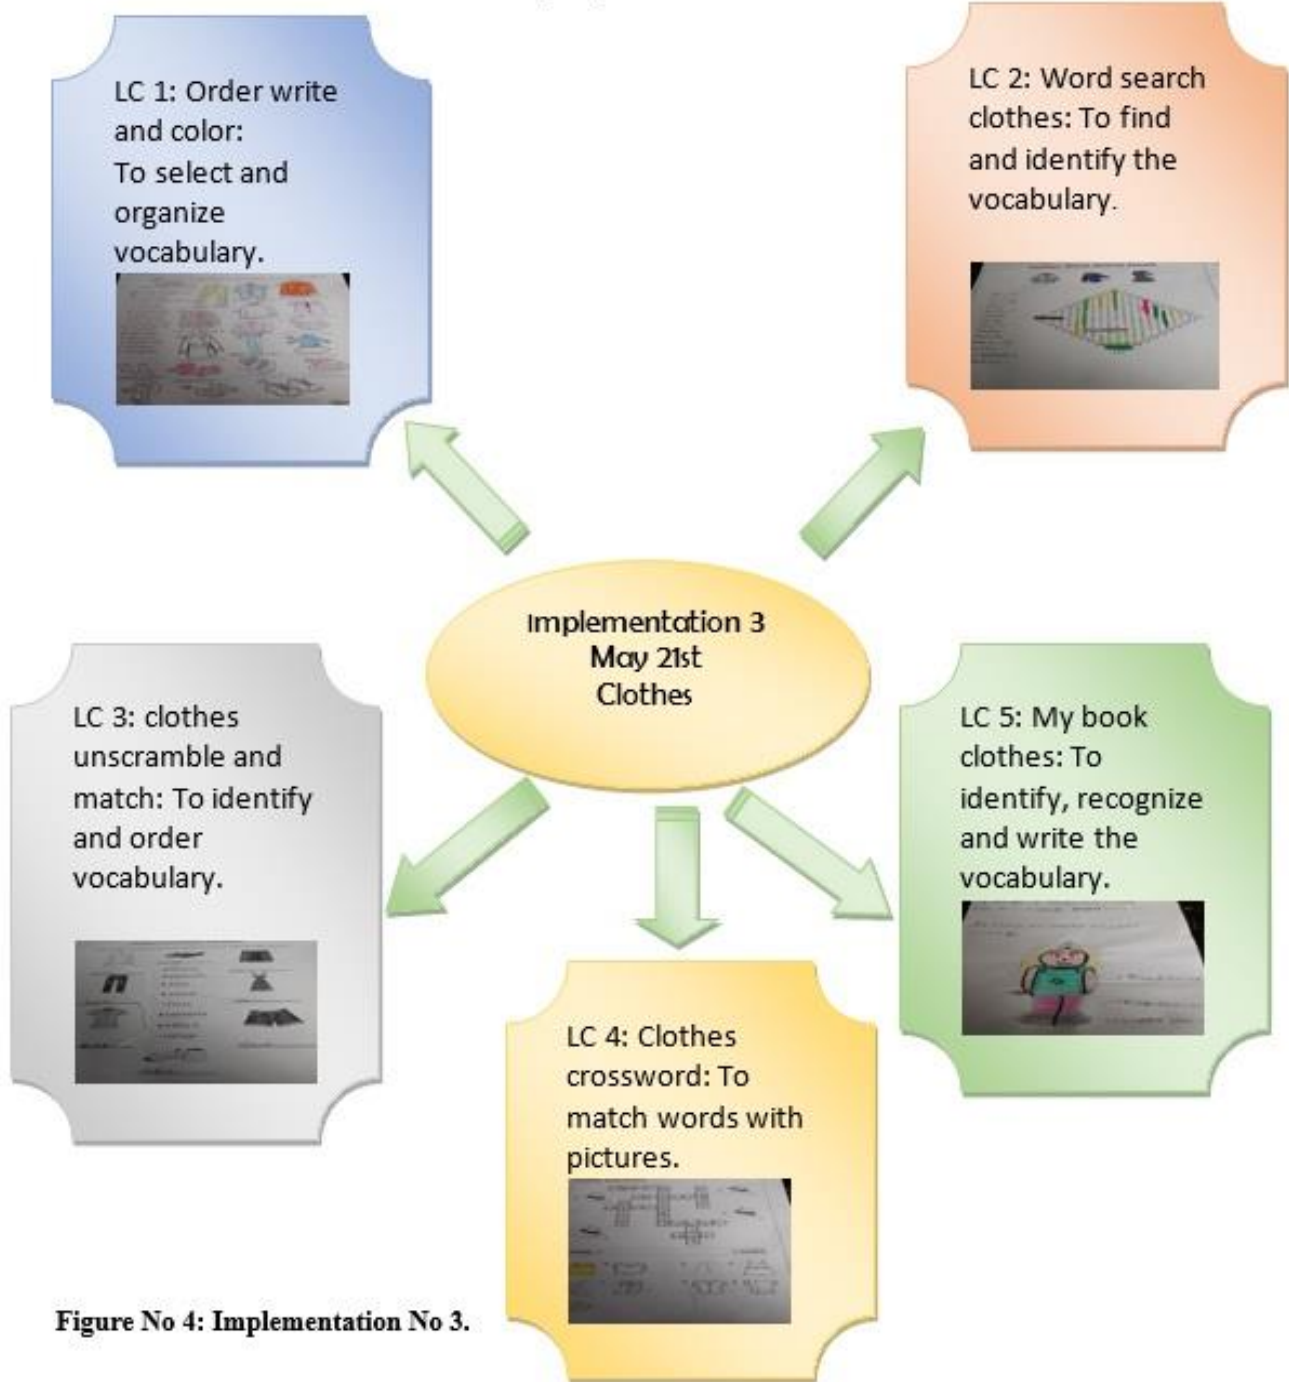 LC 1: Order write
and color:
To select and
organize
vocabulary.
LC 2: Word search
clothes: To find
and identify the
vocabulary.
Implementation 3
May 21st
Clothes
LC 3: clothes
unscramble and
match: To identify
and order
vocabulary.
LC 5: My book
clothes: To
identify, recognize
and write the
vocabulary.
LC 4: Clothes
crossword: To
match words with
pictures.
Figure No 4: Implementation No 3.